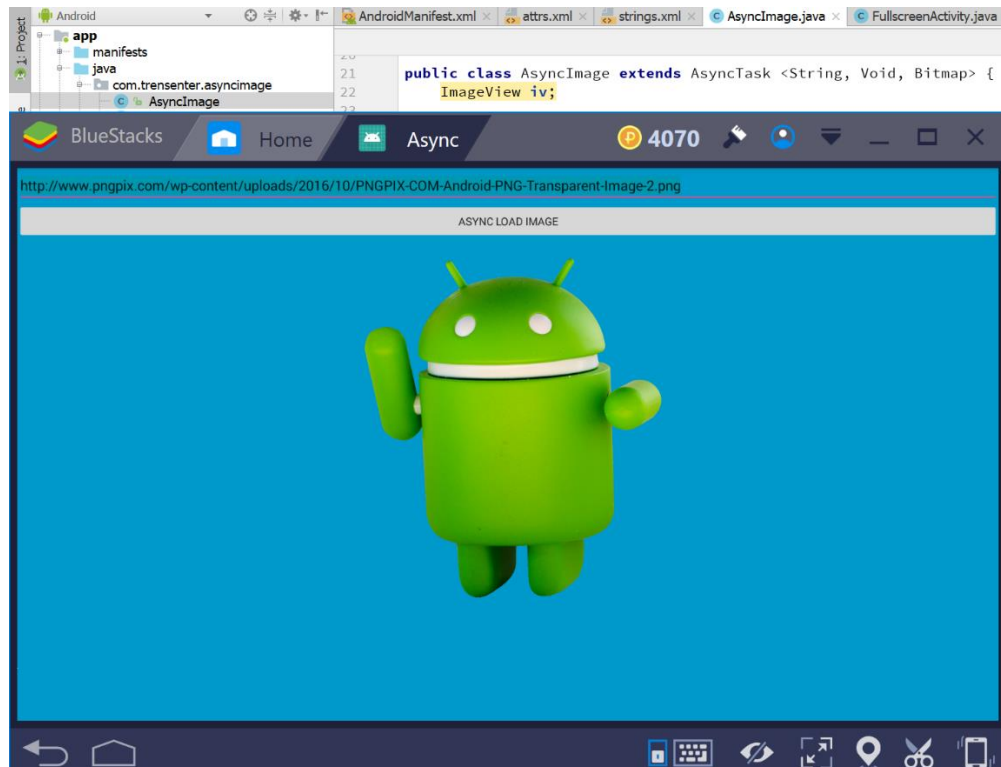 Android
AndroidManifest.xml
attrs.xml
strings.xml
AsyncImage.java
FullscreenActivity.java
1: Project
app
manifests
java
com.trensenter.asyncimage
AsyncImage
21 public class AsyncImage extends AsyncTask <String, Void, Bitmap> {
22 ImageView iv;
BlueStacks
Home
Async
4070
http://www.pngpix.com/wp-content/uploads/2016/10/PNGPIX-COM-Android-PNG-Transparent-Image-2.png
ASYNC LOAD IMAGE